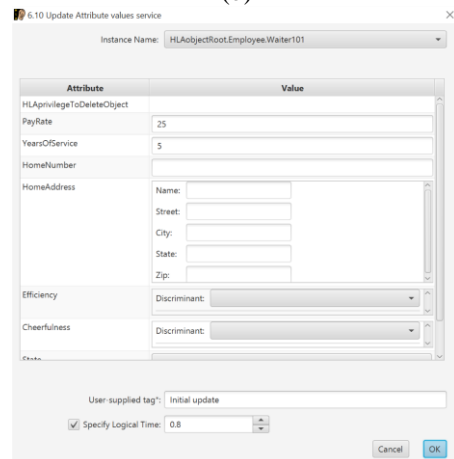 6.10 Update Attribute values service
Instance Name: HLAobjectRoot.Employee.Waiter101
Attribute Value
HLAprivilegeToDeleteObject
PayRate 25
YearsOfService 5
HomeNumber
HomeAddress Name:
Street:
City:
State:
Zip:
Efficiency Discriminant:
Cheerfulness Discriminant:
State
User-supplied tag*: Initial update
Specify Logical Time: 0.8
Cancel OK